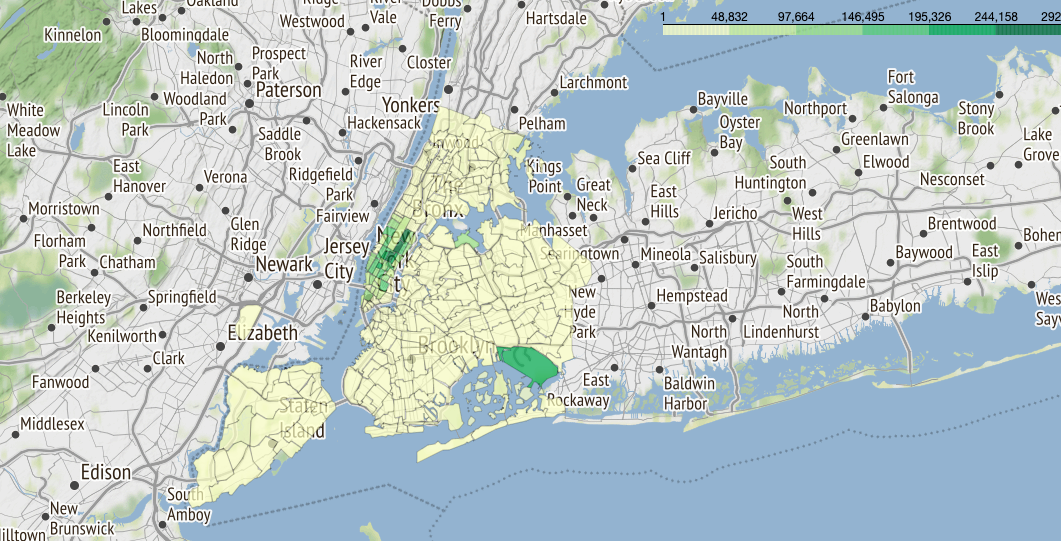 Lakes
Oakland
Ridge
River
Vale
Dobbs
Ferry
Hartsdale
Kinnelon
Bloomingdale
Westwood
1 48,832 97,664 146,495 195,326 244,158 292
North
Haledon
Prospect
Park
Paterson
River
Edge
Closter
Larchmont
White
Meadow
Lake
Lincoln
Park
Woodland
Park
Yonkers
Hackensack
Pelham
Bayville
Oyster
Bay
Northport
Fort
Salonga
Stony
Brook
Saddle
Brook
Greenlawn
Lake
Grove
East
Hanover
Verona
Ridgefield
Park
Kings
Point
Great
Neck
Sea Cliff
South
Huntington
Elwood
Nesconset
Morristown
Fairview
Bronx
Manhasset
East
Hills
Jericho
West
Hills
Brentwood
Florham
Park
Northfield
Glen
Ridge
Jersey
City
Chatham
Newark
Searingtown
Mineola
Salisbury
South
Farmingdale
Baywood
East
Islip
Berkeley
Heights
Springfield
New
Hyde
Park
Hempstead
North
Lindenhurst
Babylon
West
Kenilworth
Elizabeth
Brooklyn
North
Wantagh
Clark
Fanwood
East
Rockaway
Baldwin
Harbor
Staten
Island
Middlesex
Edison
South
Amboy
New
Brunswick